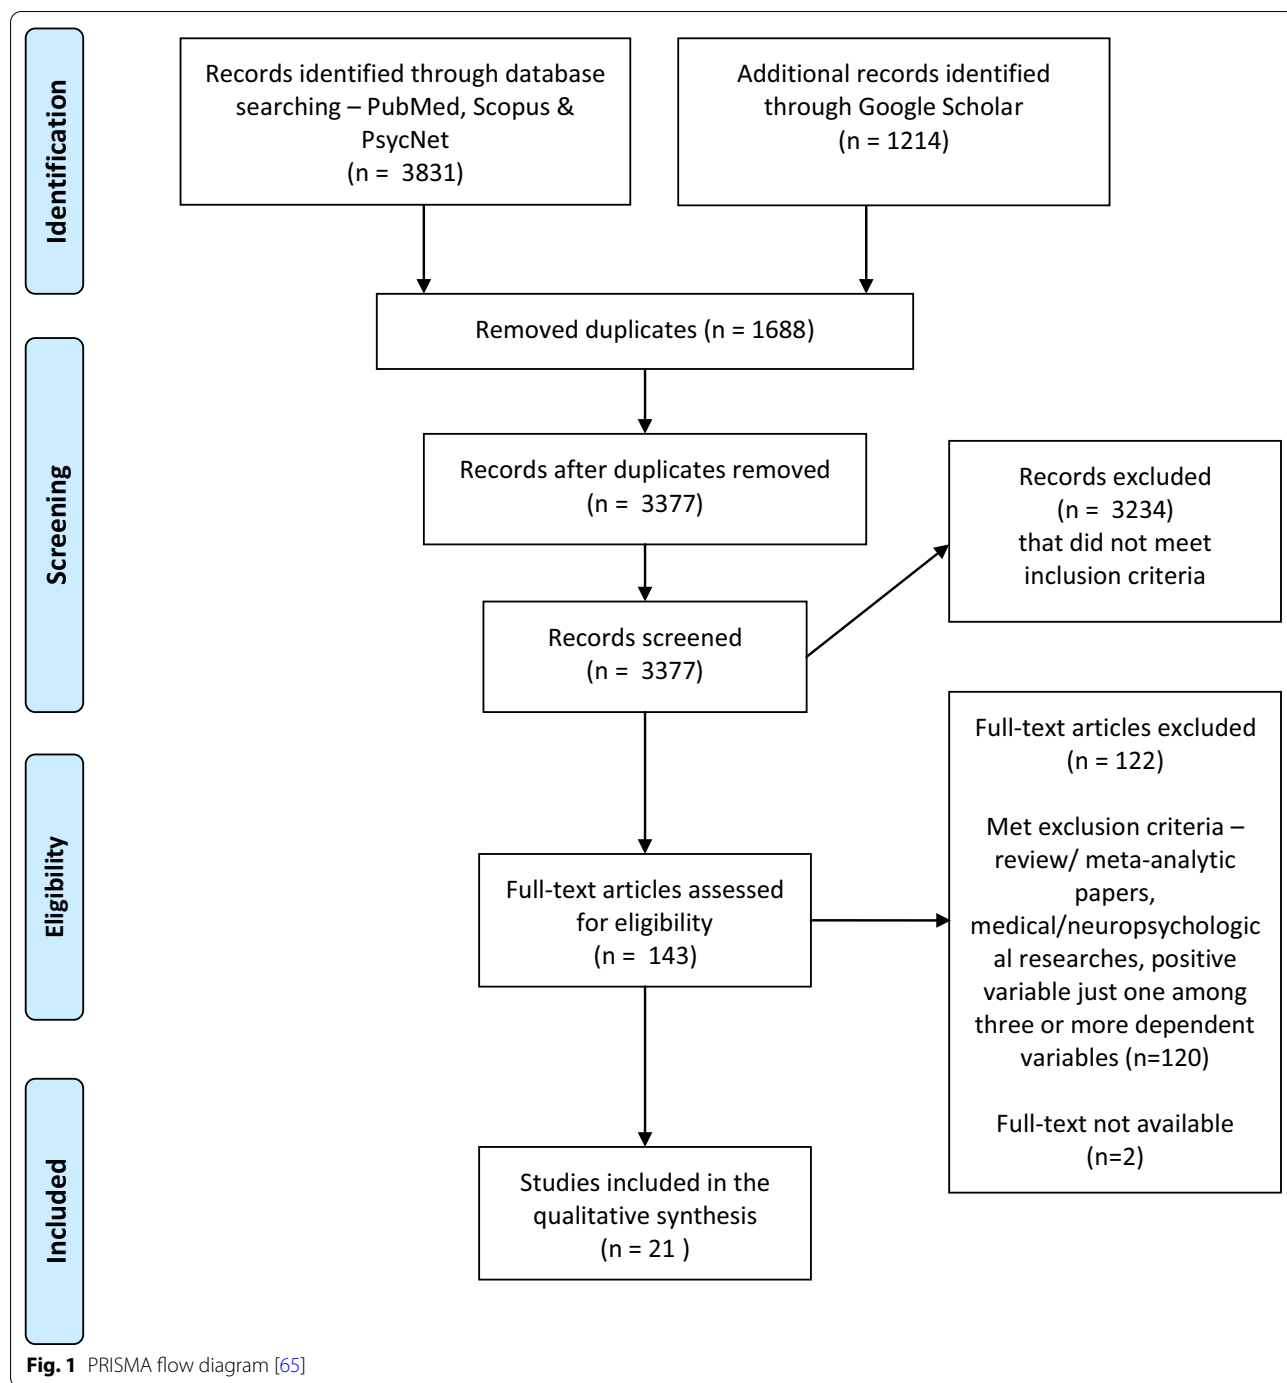 Identification
Records identified through database
searching – PubMed, Scopus &
PsycNet
(n = 3831)
Additional records identified
through Google Scholar
(n = 1214)
Removed duplicates (n = 1688)
Screening
Records after duplicates removed
(n = 3377)
Records excluded
(n = 3234)
that did not meet
inclusion criteria
Records screened
(n = 3377)
Eligibility
Full-text articles assessed
for eligibility
(n = 143)
Full-text articles excluded
(n = 122)
Met exclusion criteria –
review/ meta-analytic
papers,
medical/neuropsychologic
al researches, positive
variable just one among
three or more dependent
variables (n=120)
Full-text not available
(n=2)
Included
Studies included in the
qualitative synthesis
(n = 21 )
Fig. 1 PRISMA flow diagram [65]